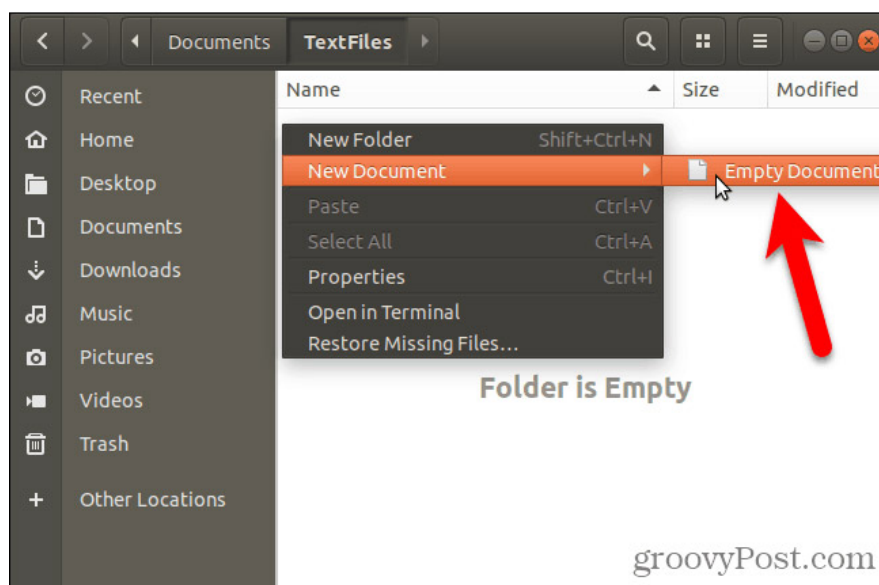 Documents TextFiles
Name Size Modified
Recent
Home
Desktop
Documents
Downloads
Music
Pictures
Videos
Trash
Other Locations
New Folder Shift+Ctrl+N
New Document
Empty Document
Paste Ctrl+V
Select All Ctrl+A
Properties Ctrl+I
Open in Terminal
Restore Missing Files…
Folder is Empty
groovyPost.com